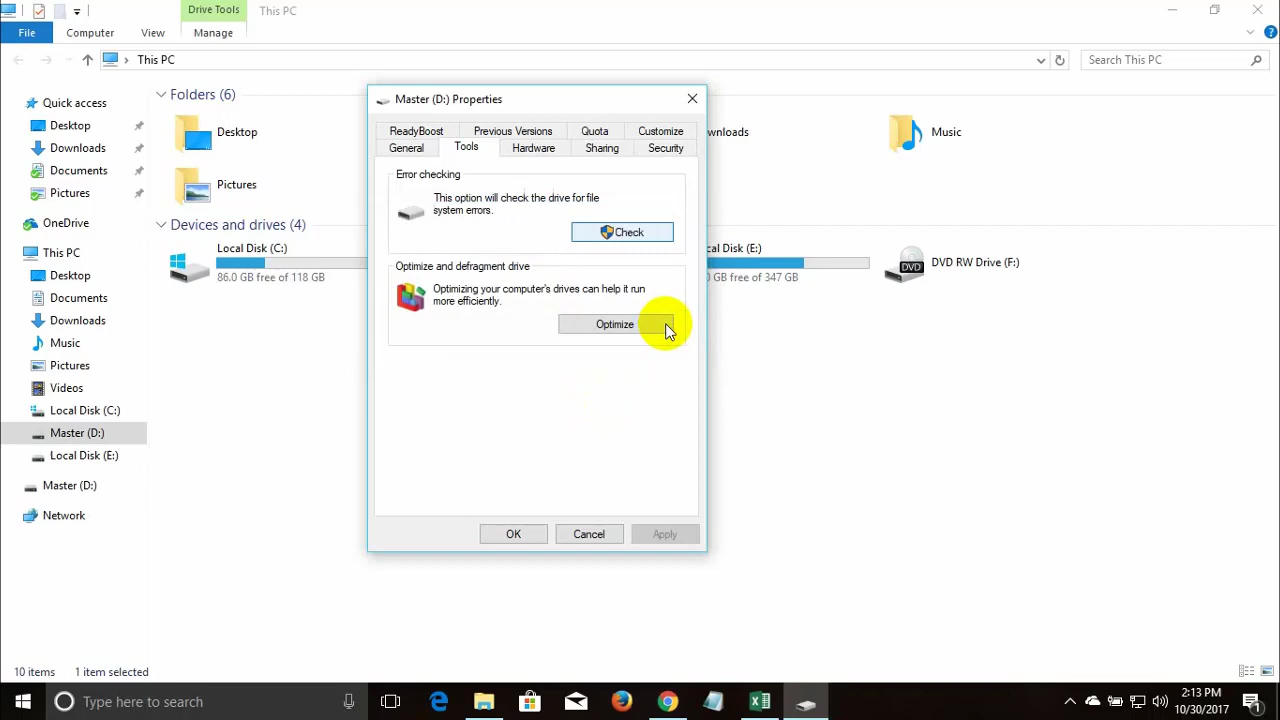 Drive Tools
This PC
File
Computer
View
Manage
This PC
Search This PC
Quick access
Desktop
Downloads
Documents
Pictures
OneDrive
This PC
Desktop
Documents
Downloads
Music
Pictures
Videos
Local Disk (C:)
Master (D:)
Local Disk (E:)
Master (D:)
Network
Folders (6)
Desktop
wnloads
Music
Pictures
Devices and drives (4)
Local Disk (C:)
86.0 GB free of 118 GB
cal Disk (E:)
0 GB free of 347 GB
DVD
DVD RW Drive (F:)
Master (D:) Properties
ReadyBoost
Previous Versions
Quota
Customize
General
Tools
Hardware
Sharing
Security
Error checking
This option will check the drive for file
system errors.
Check
Optimize and defragment drive
Optimizing your computer's drives can help it run
more efficiently.
Optimize
OK
Cancel
Apply
10 items
1 item selected
Type here to search
2:13 PM
10/30/2017
1